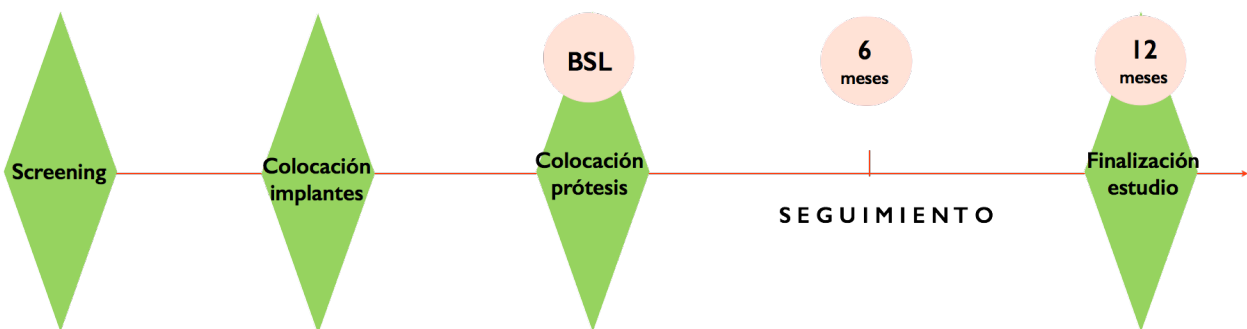 BSL
6
meses
12
meses
Screening
Colocación
implantes
Colocación
prótesis
Finalización
estudio
SEGUIMIENTO